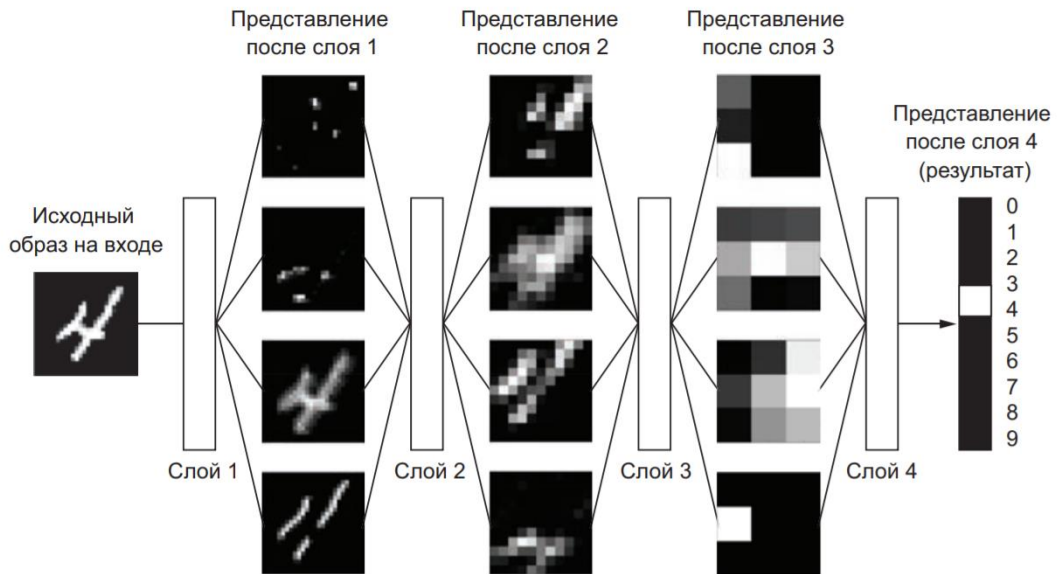 Представление
после слоя 1
Представление
после слоя 2
Представление
после слоя 3
Представление
после слоя 4
(результат)
Исходный
образ на входе
0
1
2
3
4
5
6
7
8
9
Слой 1
Слой 2
Слой 3
Слой 4